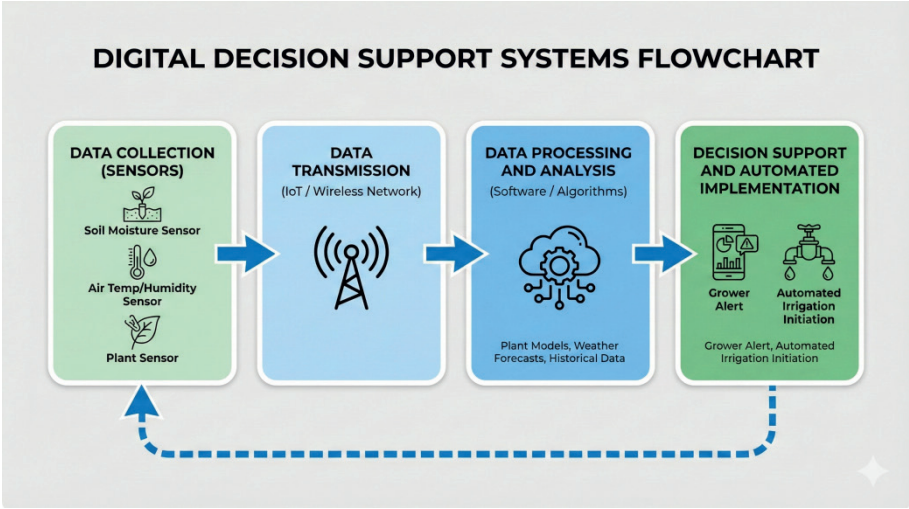 DIGITAL DECISION SUPPORT SYSTEMS FLOWCHART
DATA COLLECTION
(SENSORS)
Soil Moisture Sensor
Air Temp/Humidity
Sensor
Plant Sensor
DATA
TRANSMISSION
(IoT / Wireless Network)
DATA PROCESSING
AND ANALYSIS
(Software / Algorithms)
Plant Models, Weather
Forecasts, Historical Data
DECISION SUPPORT
AND AUTOMATED
IMPLEMENTATION
Grower
Alert
Automated
Irrigation
Initiation
Grower Alert, Automated
Irrigation Initiation